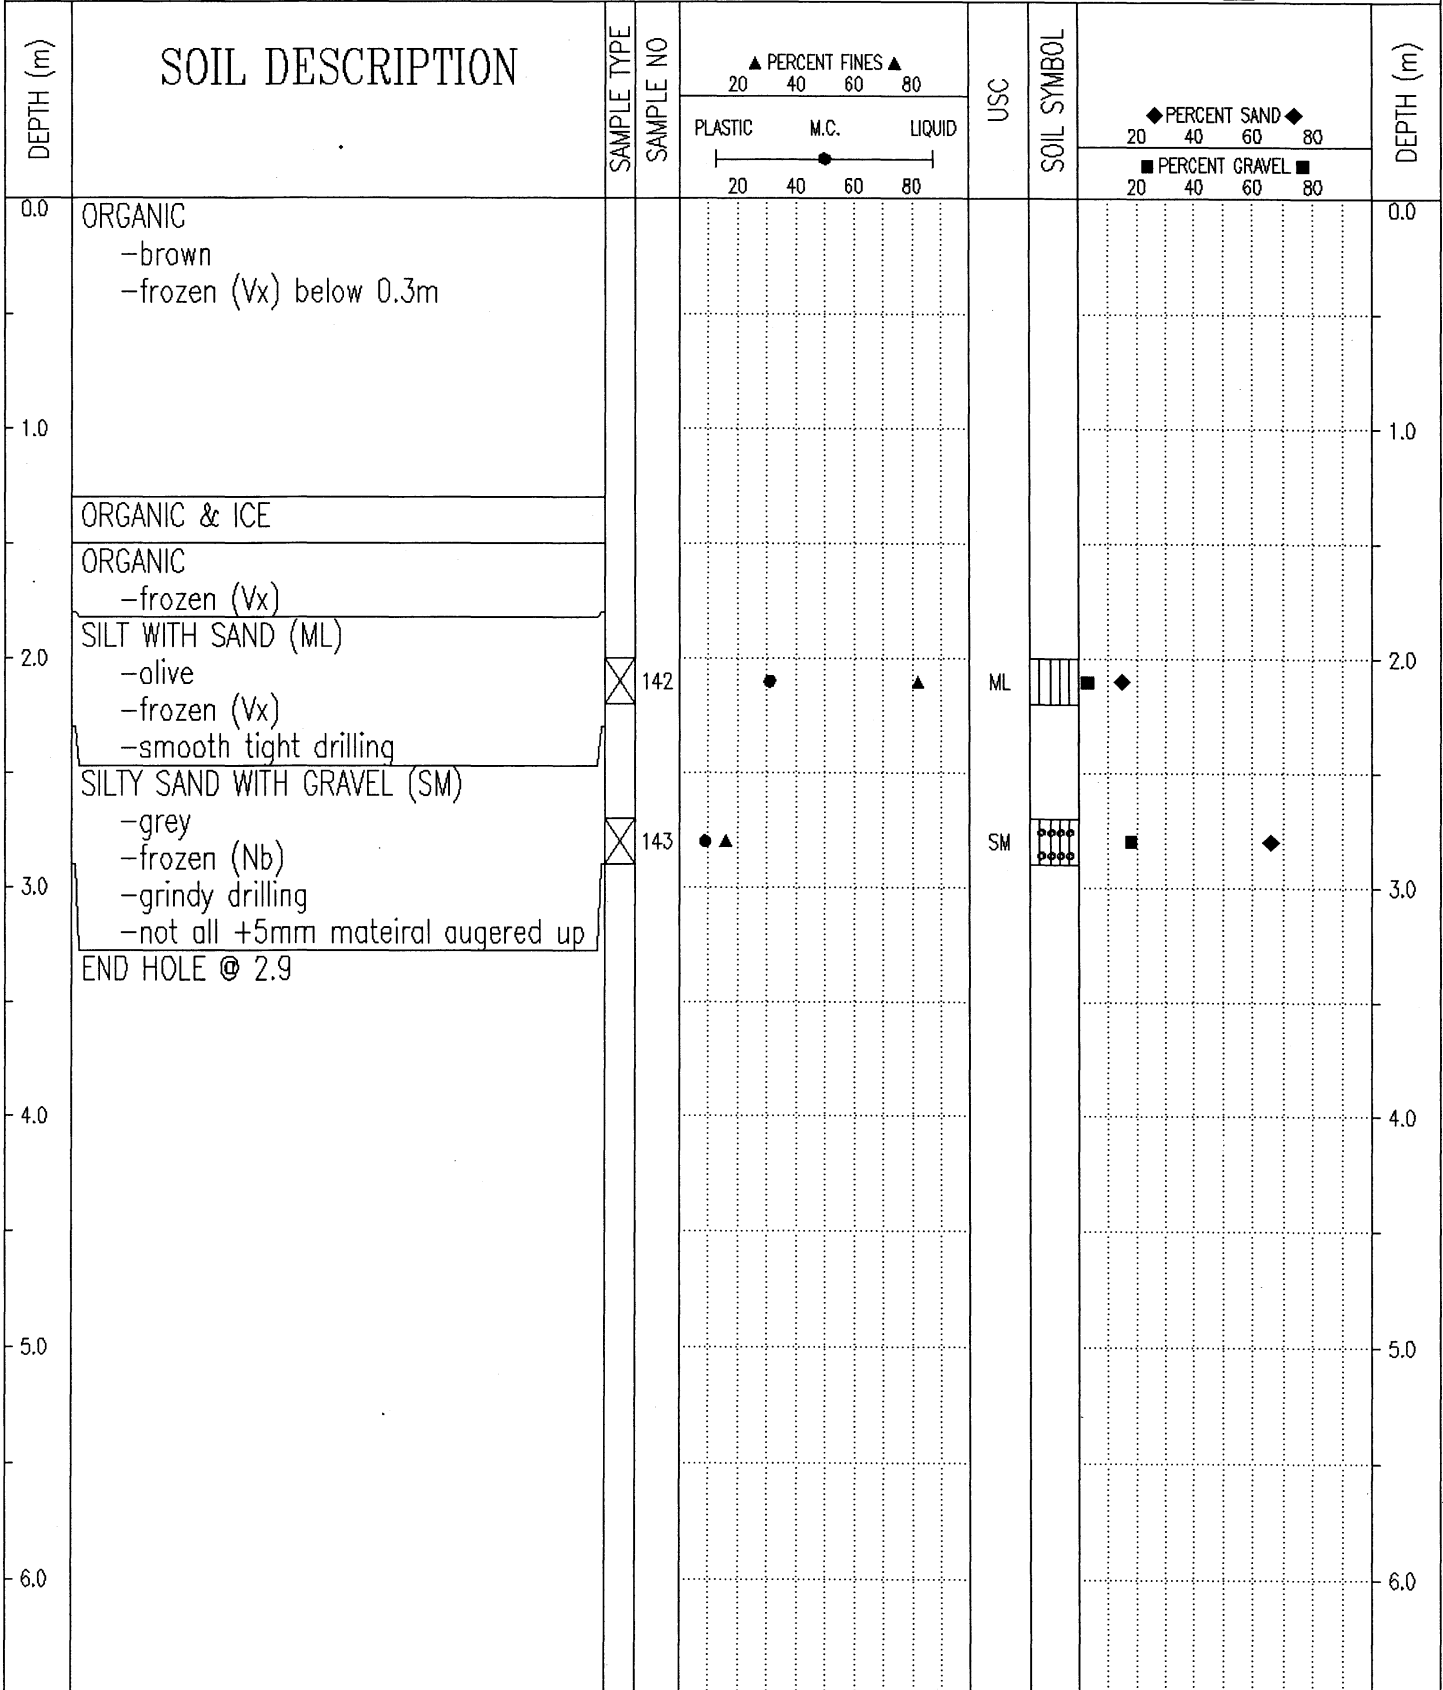 DEPTH (m)
SOIL DESCRIPTION
SAMPLE TYPE
SAMPLE NO
▲ PERCENT FINES ▲
20 40 60 80
PLASTIC M.C. LIQUID
20 40 60 80
USC
SOIL SYMBOL
◆ PERCENT SAND ◆
20 40 60 80
■ PERCENT GRAVEL ■
20 40 60 80
DEPTH (m)
0.0 ORGANIC 0.0
-brown
-frozen (Vx) below 0.3m
1.0 1.0
ORGANIC & ICE
ORGANIC
-frozen (Vx)
SILT WITH SAND (ML)
2.0 2.0
-olive 142 ML
-frozen (Vx)
-smooth tight drilling
SILTY SAND WITH GRAVEL (SM)
-grey
143 SM
-frozen (Nb)
3.0 -grindy drilling 3.0
-not all +5mm mateiral augered up
END HOLE @ 2.9
4.0 4.0
5.0 5.0
6.0 6.0